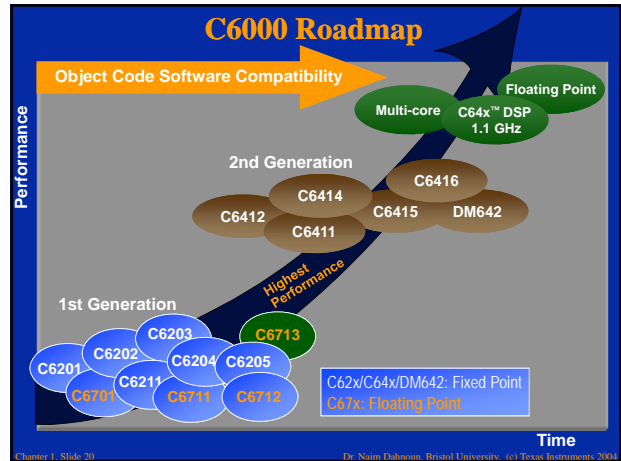 C6000 Roadmap
Object Code Software Compatibility
Performance
Floating Point
Multi-core
C64x™ DSP
1.1 GHz
2nd Generation
C6416
C6414
C6412
C6415
DM642
C6411
Highest
Performance
1st Generation
C6203
C6713
C6202
C6204
C6205
C6201
C6211
C6701
C6711
C6712
C62x/C64x/DM642: Fixed Point
C67x: Floating Point
Time
Chapter 1, Slide 20
Dr. Naim Dahnoun, Bristol University, (c) Texas Instruments 2004